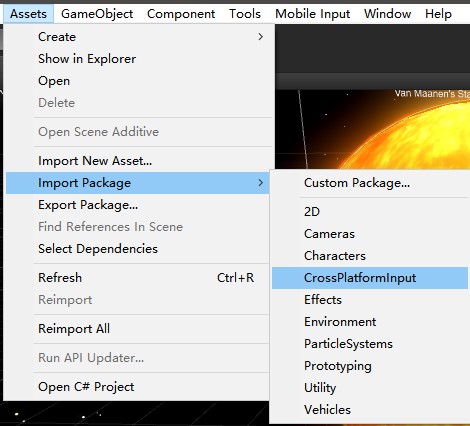 Assets GameObject Component Tools Mobile Input Window Help
Create
Show in Explorer
Open
Delete
Open Scene Additive
Import New Asset...
Import Package
Export Package...
Find References In Scene
Select Dependencies
Refresh Ctrl+R
Reimport
Reimport All
Run API Updater...
Open C# Project
Van Maanen's Sta
Custom Package...
2D
Cameras
Characters
CrossPlatformInput
Effects
Environment
ParticleSystems
Prototyping
Utility
Vehicles